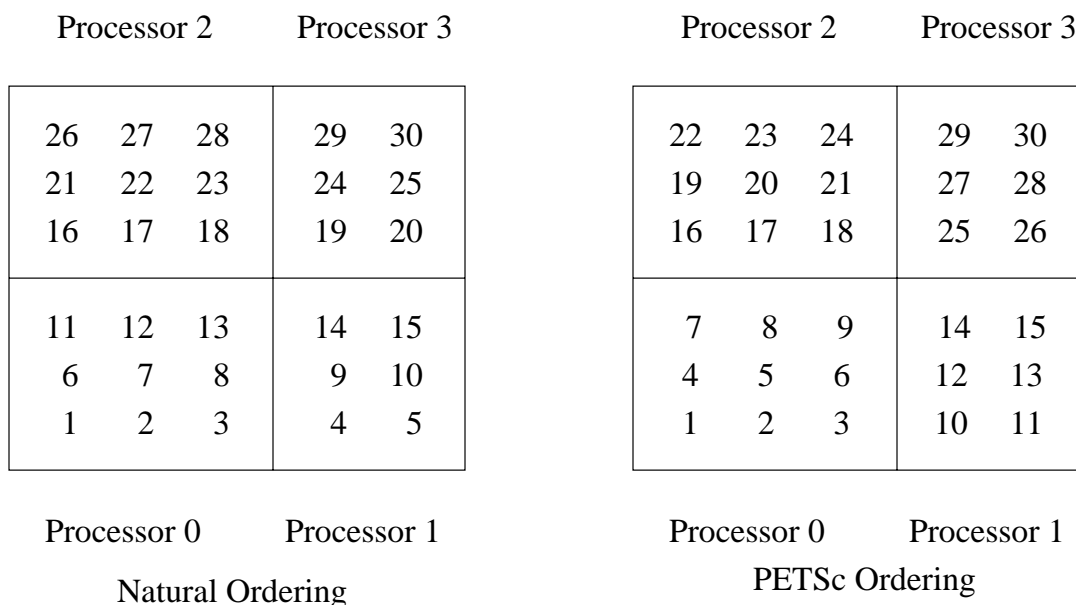 Processor 2 Processor 3 Processor 2 Processor 3
26 27 28 29 30 22 23 24 29 30
21 22 23 24 25 19 20 21 27 28
16 17 18 19 20 16 17 18 25 26
11 12 13 14 15 7 8 9 14 15
6 7 8 9 10 4 5 6 12 13
1 2 3 4 5 1 2 3 10 11
Processor 0 Processor 1 Processor 0 Processor 1
Natural Ordering PETSc Ordering